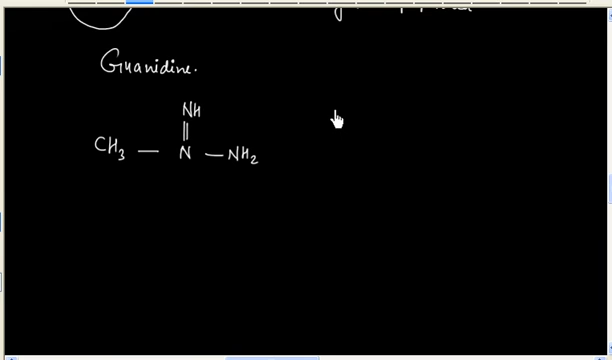 Guanidine.
NH
||
CH3 — N — NH2